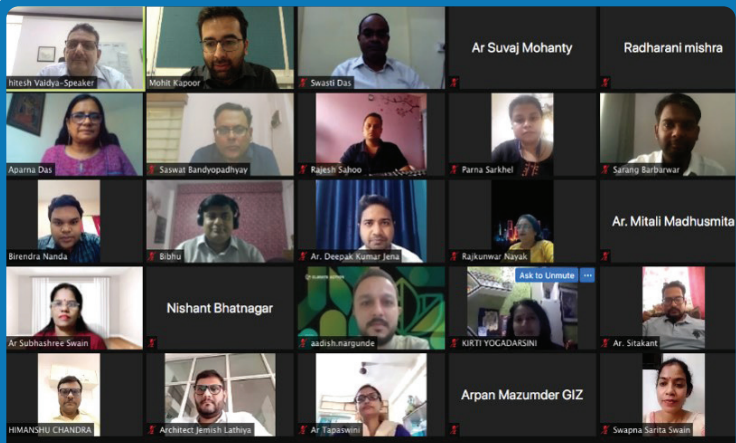 hitesh Vaidya-Speaker
Mohit Kapoor
Swasti Das
Ar Suvaj Mohanty
Radharani mishra
Aparna Das
Saswat Bandyopadhyay
Rajesh Sahoo
Parna Sarkhel
Sarang Barbarwar
Birendra Nanda
Bibhu
Ar. Deepak Kumar Jena
Rajkunwar Nayak
Ar. Mitali Madhusmita
Ar Subhashree Swain
Nishant Bhatnagar
aadish.nargunde
Ask to Unmute
KIRTI YOGADARSINI
Ar. Sitakant
HIMANSHU CHANDRA
Architect Jemish Lathiya
Ar Tapaswini
Arpan Mazumder GIZ
Swapna Sarita Swain